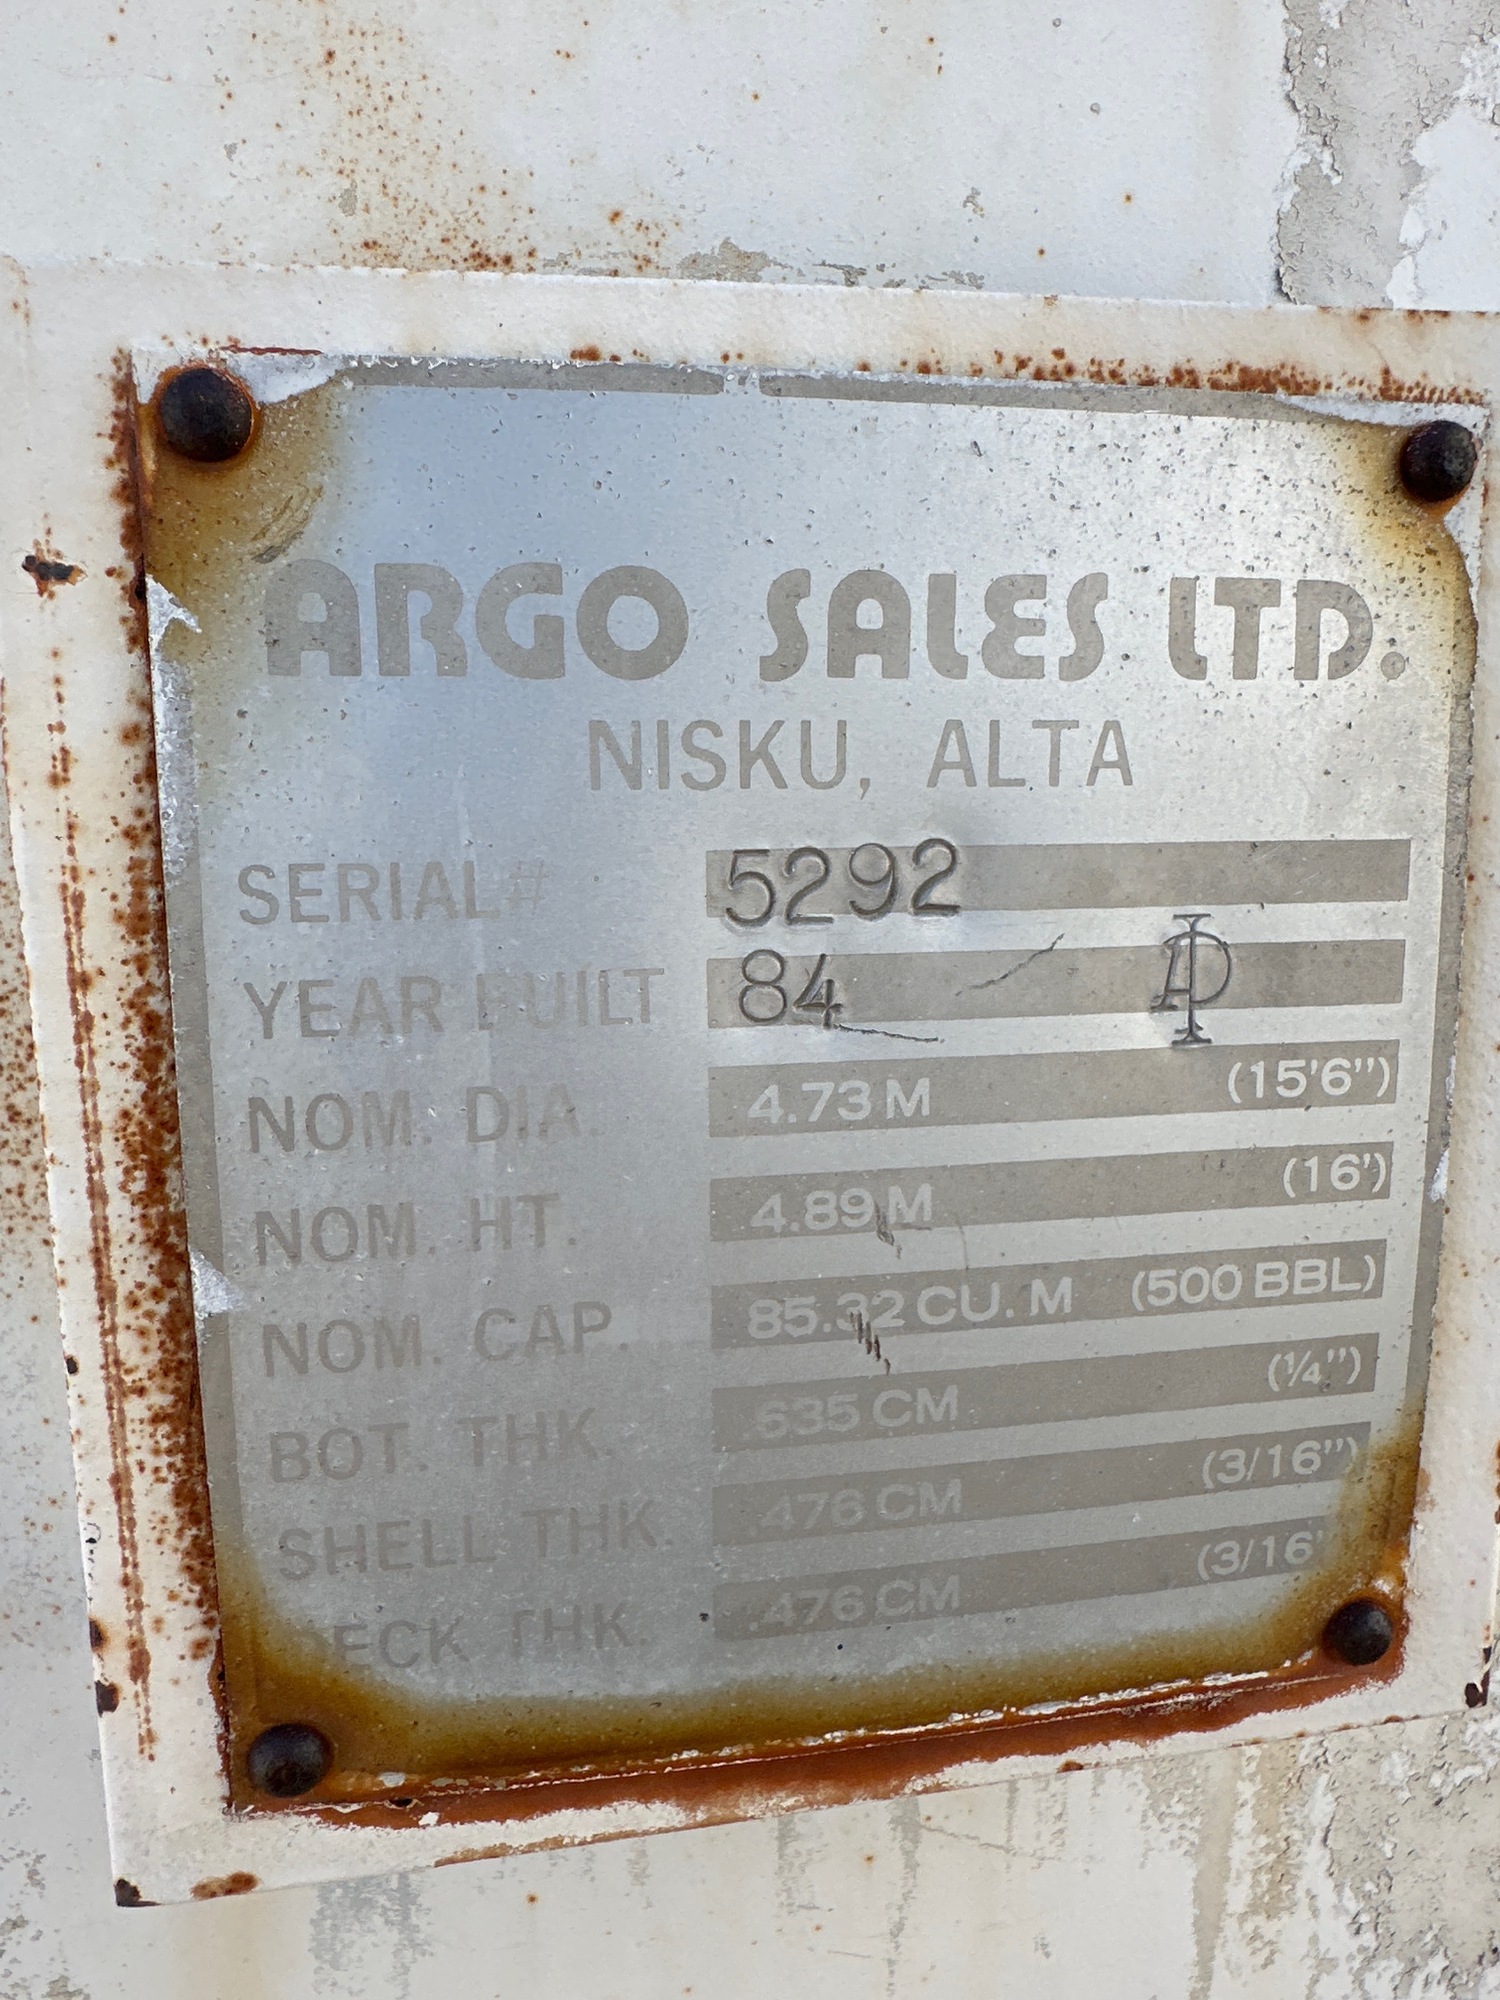 ARGO SALES LTD.
NISKU, ALTA
SERIAL# 5292
YEAR BUILT 84
NOM. DIA. 4.73 M (15'6")
NOM. HT. 4.89 M (16')
NOM. CAP. 85.32 CU. M (500 BBL)
BOT. THK. .635 CM (1/4")
SHELL THK. .476 CM (3/16")
DECK THK. .476 CM (3/16"